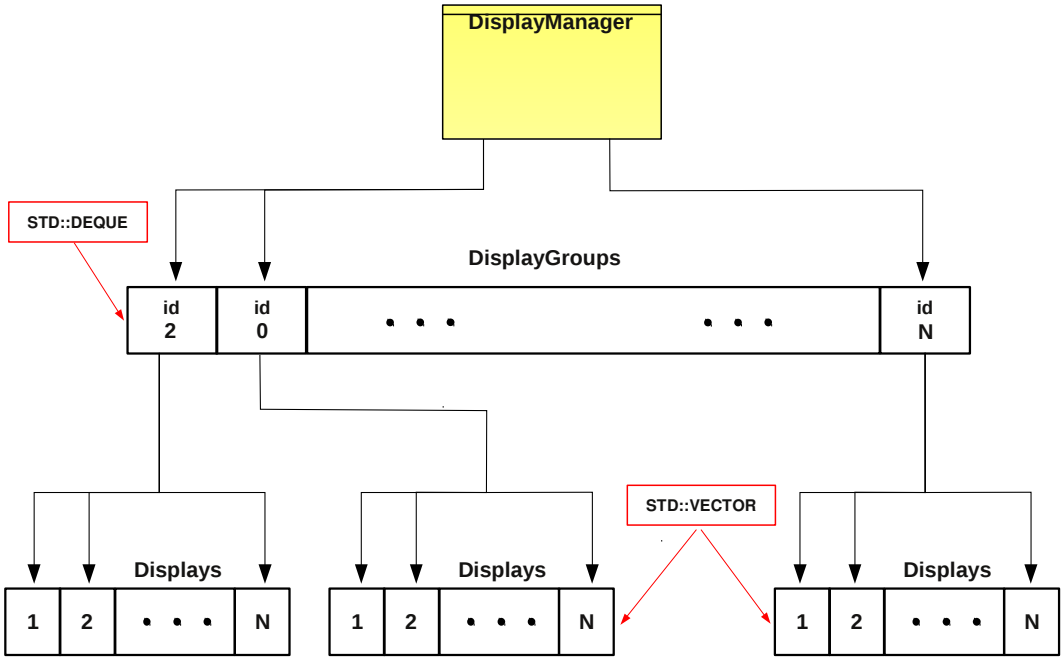 DisplayManager
STD::DEQUE
DisplayGroups
id
2
id
0
• • •
• • •
id
N
STD::VECTOR
Displays
1 2 • • • N
Displays
1 2 • • • N
Displays
1 2 • • • N